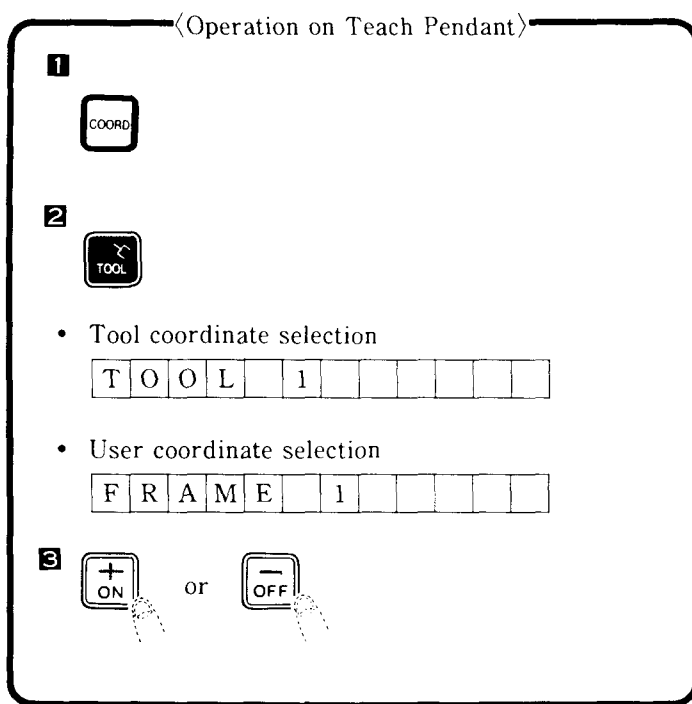 〈Operation on Teach Pendant〉
1
COORD
2
TOOL
• Tool coordinate selection
TOOL 1
• User coordinate selection
FRAME 1
3
+
ON
or
−
OFF